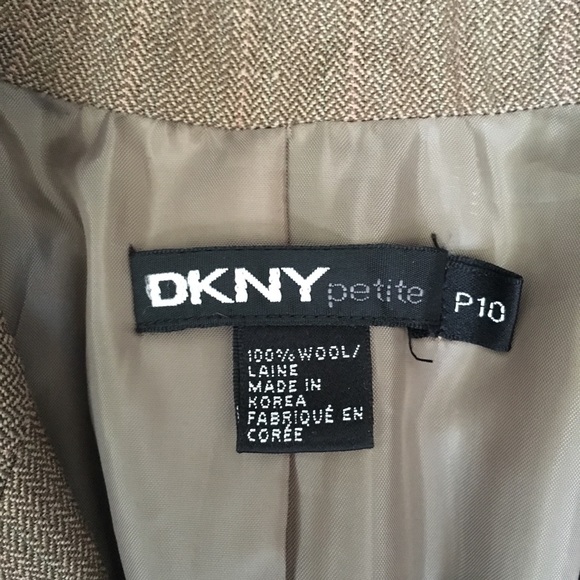 DKNY petite
P10
100% WOOL/
LAINE
MADE IN
KOREA
FABRIQUÉ EN
CORÉE